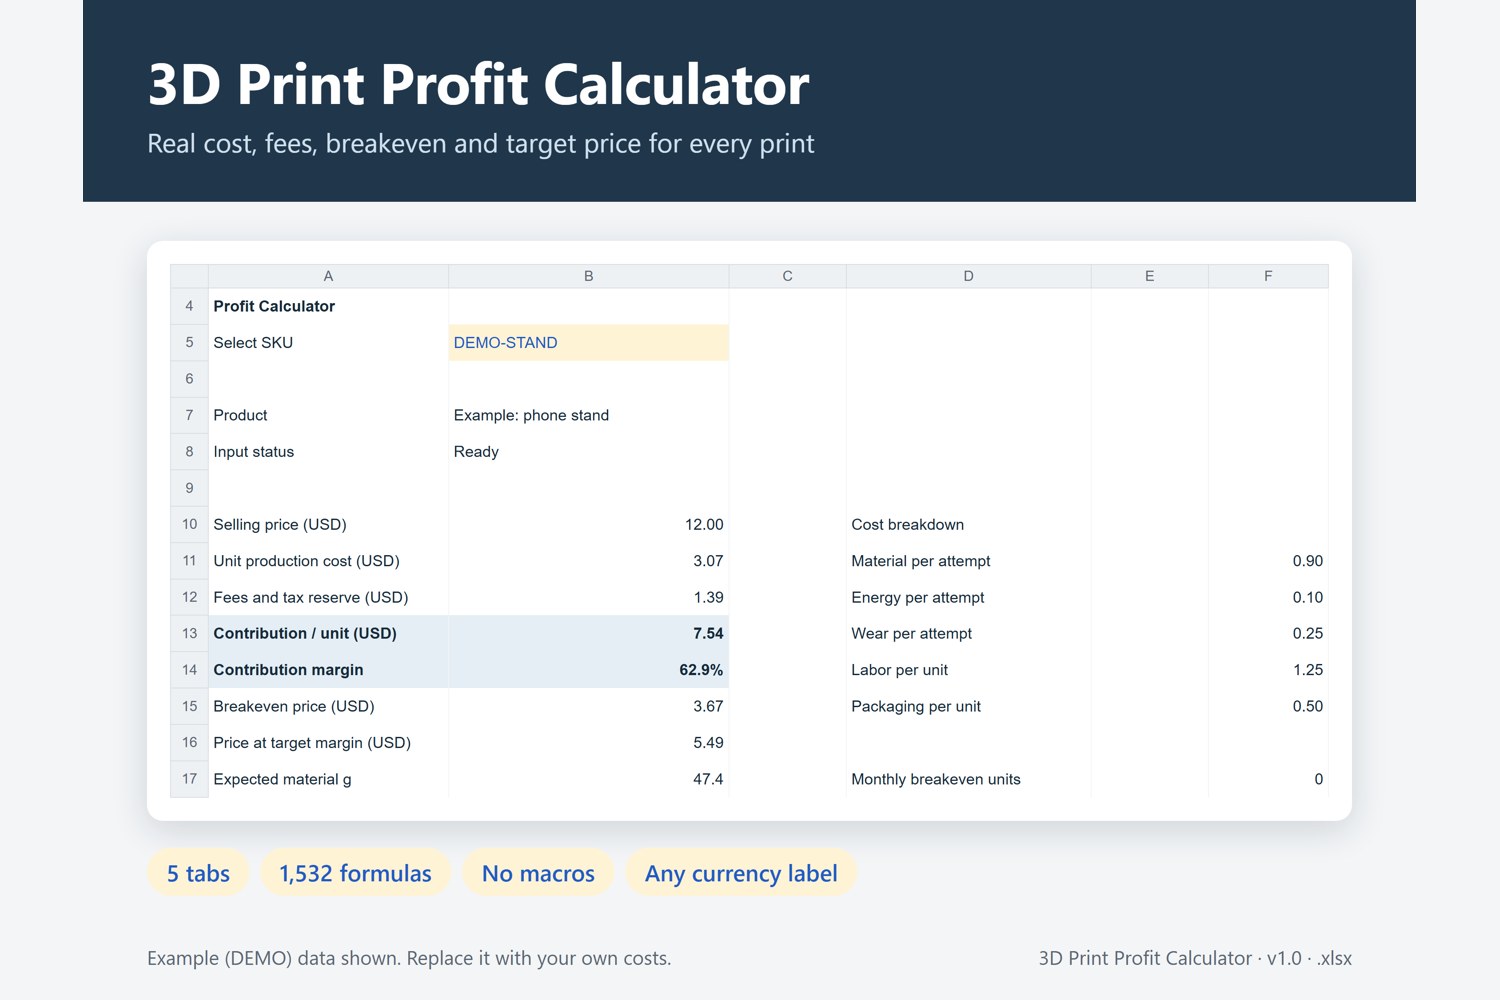 3D Print Profit Calculator
Real cost, fees, breakeven and target price for every print
A B C D E F
4 Profit Calculator
5 Select SKU DEMO-STAND
6
7 Product Example: phone stand
8 Input status Ready
9
10 Selling price (USD) 12.00 Cost breakdown
11 Unit production cost (USD) 3.07 Material per attempt 0.90
12 Fees and tax reserve (USD) 1.39 Energy per attempt 0.10
13 Contribution / unit (USD) 7.54 Wear per attempt 0.25
14 Contribution margin 62.9% Labor per unit 1.25
15 Breakeven price (USD) 3.67 Packaging per unit 0.50
16 Price at target margin (USD) 5.49
17 Expected material g 47.4 Monthly breakeven units 0
5 tabs 1,532 formulas No macros Any currency label
Example (DEMO) data shown. Replace it with your own costs. 3D Print Profit Calculator · v1.0 · .xlsx